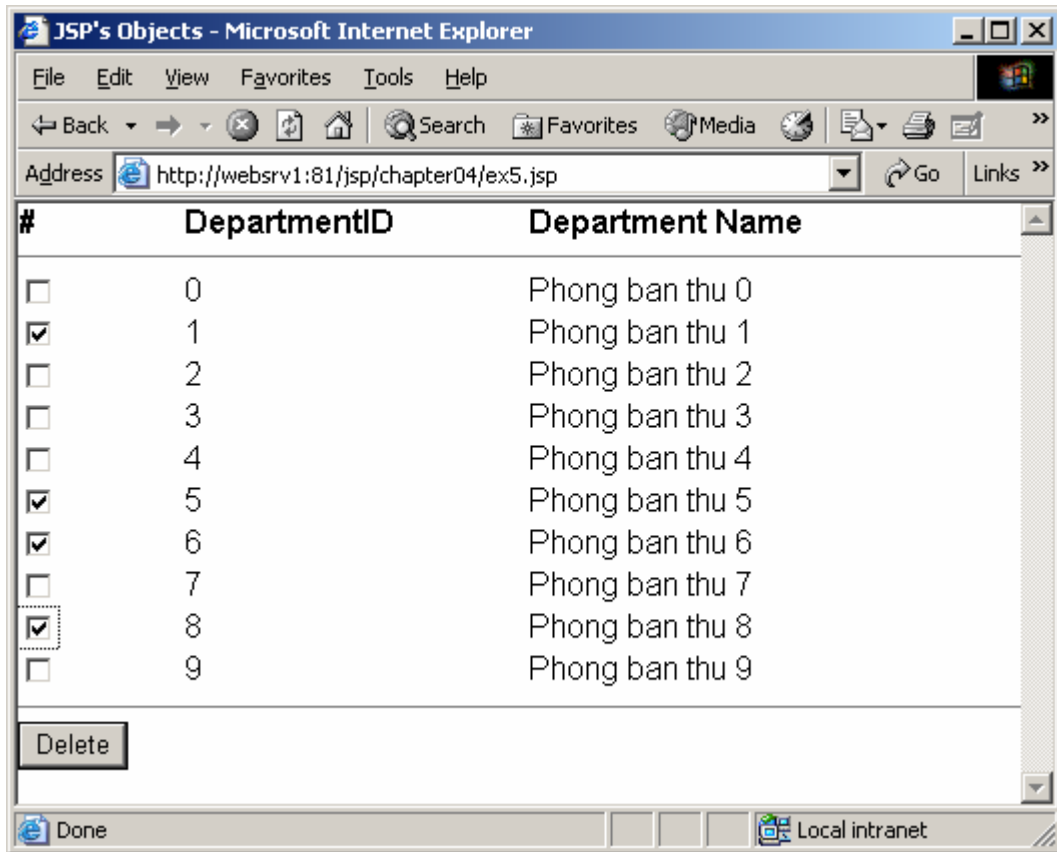 JSP's Objects - Microsoft Internet Explorer
File Edit View Favorites Tools Help
Back Search Favorites Media »
Address http://websrv1:81/jsp/chapter04/ex5.jsp Go Links »
# DepartmentID Department Name
0 Phong ban thu 0
1 Phong ban thu 1
2 Phong ban thu 2
3 Phong ban thu 3
4 Phong ban thu 4
5 Phong ban thu 5
6 Phong ban thu 6
7 Phong ban thu 7
8 Phong ban thu 8
9 Phong ban thu 9
Delete
Done Local intranet